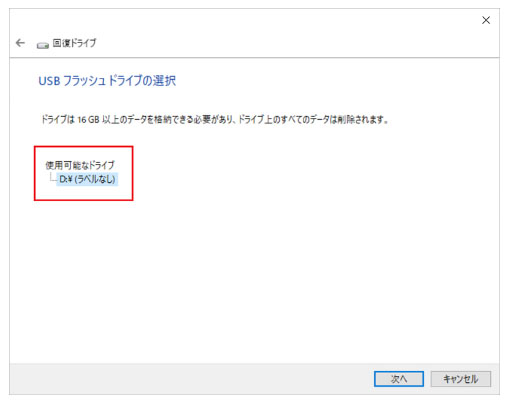 回復ドライブ
USB フラッシュ ドライブの選択
ドライブは 16 GB 以上のデータを格納できる必要があり、ドライブ上のすべてのデータは削除されます。
使用可能なドライブ
D:¥ (ラベルなし)
次へ キャンセル